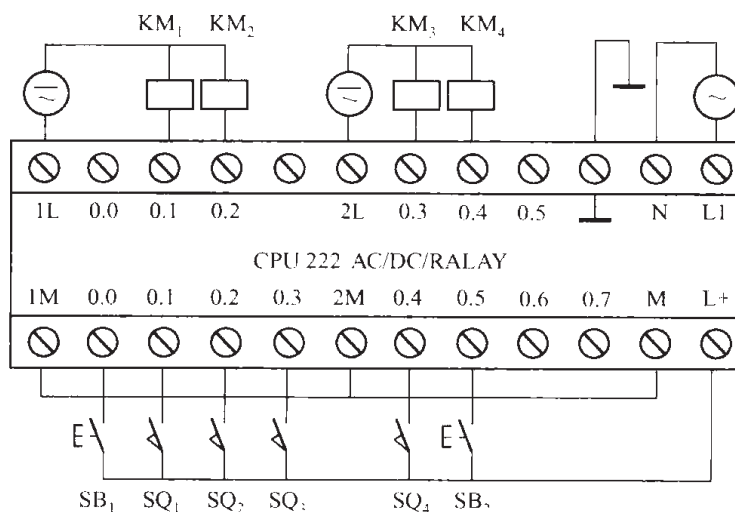 KM₁ KM₂ KM₃ KM₄
1L 0.0 0.1 0.2 2L 0.3 0.4 0.5 N L1
CPU 222 AC/DC/RALAY
1M 0.0 0.1 0.2 0.3 2M 0.4 0.5 0.6 0.7 M L+
SB₁ SQ₁ SQ₂ SQ₃ SQ₄ SB₂